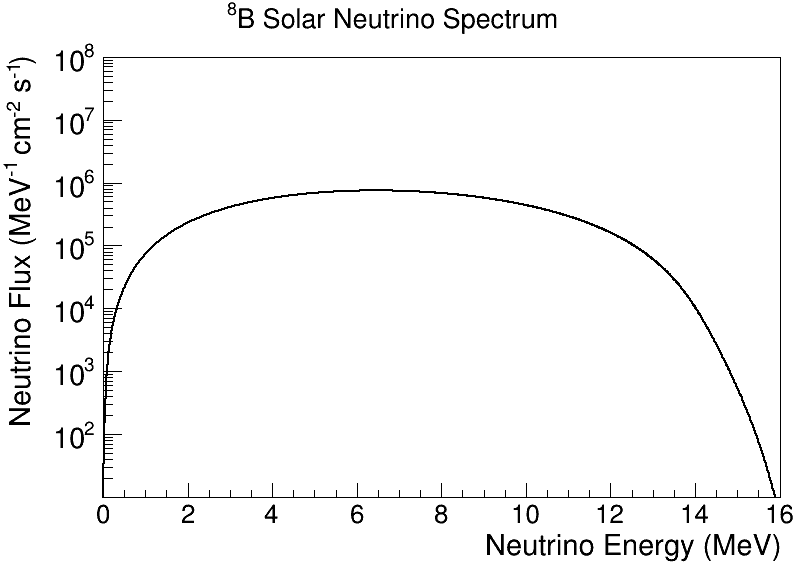 ⁸B Solar Neutrino Spectrum
Neutrino Flux (MeV⁻¹ cm⁻² s⁻¹)
10⁸
10⁷
10⁶
10⁵
10⁴
10³
10²
0 2 4 6 8 10 12 14 16
Neutrino Energy (MeV)